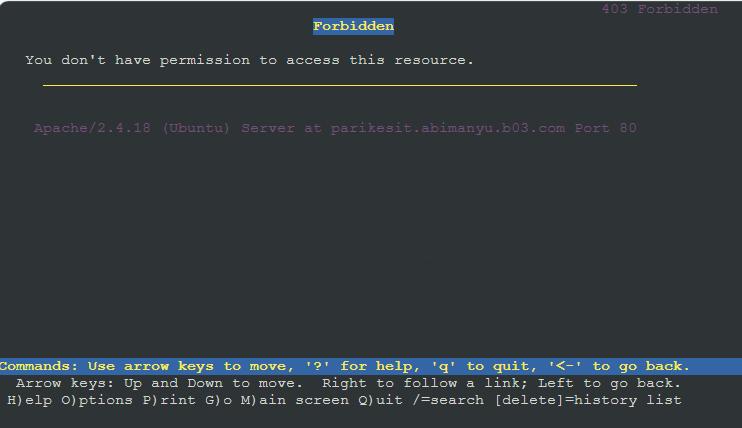 403 Forbidden
Forbidden
You don't have permission to access this resource.
Apache/2.4.18 (Ubuntu) Server at parikesit.abimanyu.b03.com Port 80
Commands: Use arrow keys to move, '?' for help, 'q' to quit, '<-' to go back.
Arrow keys: Up and Down to move.  Right to follow a link; Left to go back.
H)elp O)ptions P)rint G)o M)ain screen Q)uit /=search [delete]=history list